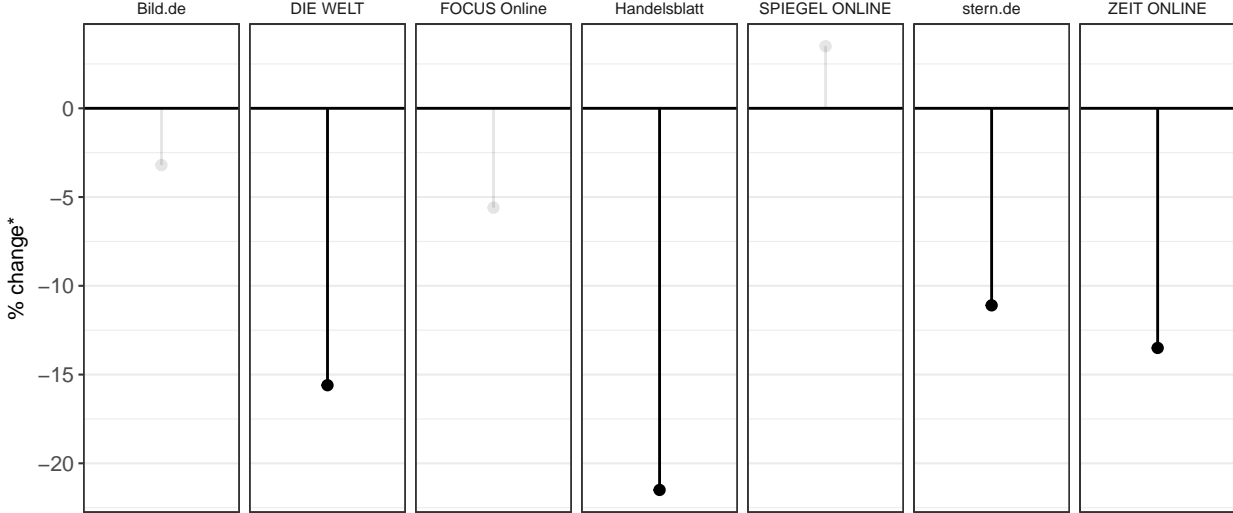 Bild.de DIE WELT FOCUS Online Handelsblatt SPIEGEL ONLINE stern.de ZEIT ONLINE
% change*
0
−5
−10
−15
−20